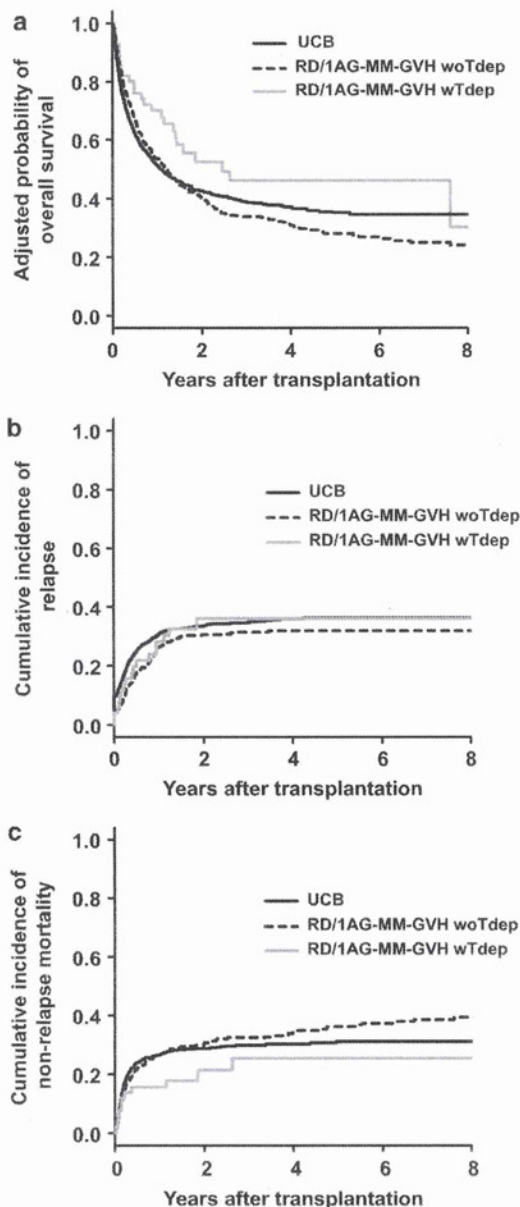 a
Adjusted probability of
overall survival
1.0
0.8
0.6
0.4
0.2
0.0
UCB
RD/1AG-MM-GVH woTdep
RD/1AG-MM-GVH wTdep
0 2 4 6 8
Years after transplantation
b
Cumulative incidence of
relapse
1.0
0.8
0.6
0.4
0.2
0.0
UCB
RD/1AG-MM-GVH woTdep
RD/1AG-MM-GVH wTdep
0 2 4 6 8
Years after transplantation
c
Cumulative incidence of
non-relapse mortality
1.0
0.8
0.6
0.4
0.2
0.0
UCB
RD/1AG-MM-GVH woTdep
RD/1AG-MM-GVH wTdep
0 2 4 6 8
Years after transplantation